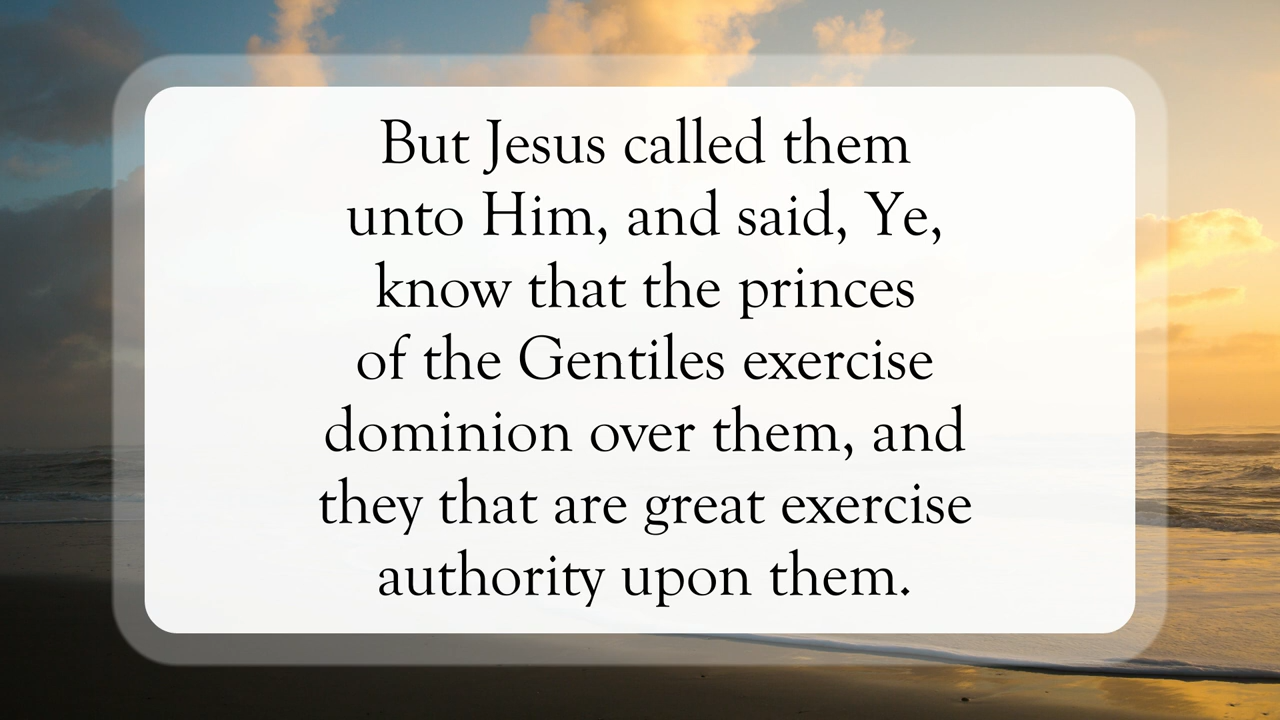 But Jesus called them
unto Him, and said, Ye,
know that the princes
of the Gentiles exercise
dominion over them, and
they that are great exercise
authority upon them.